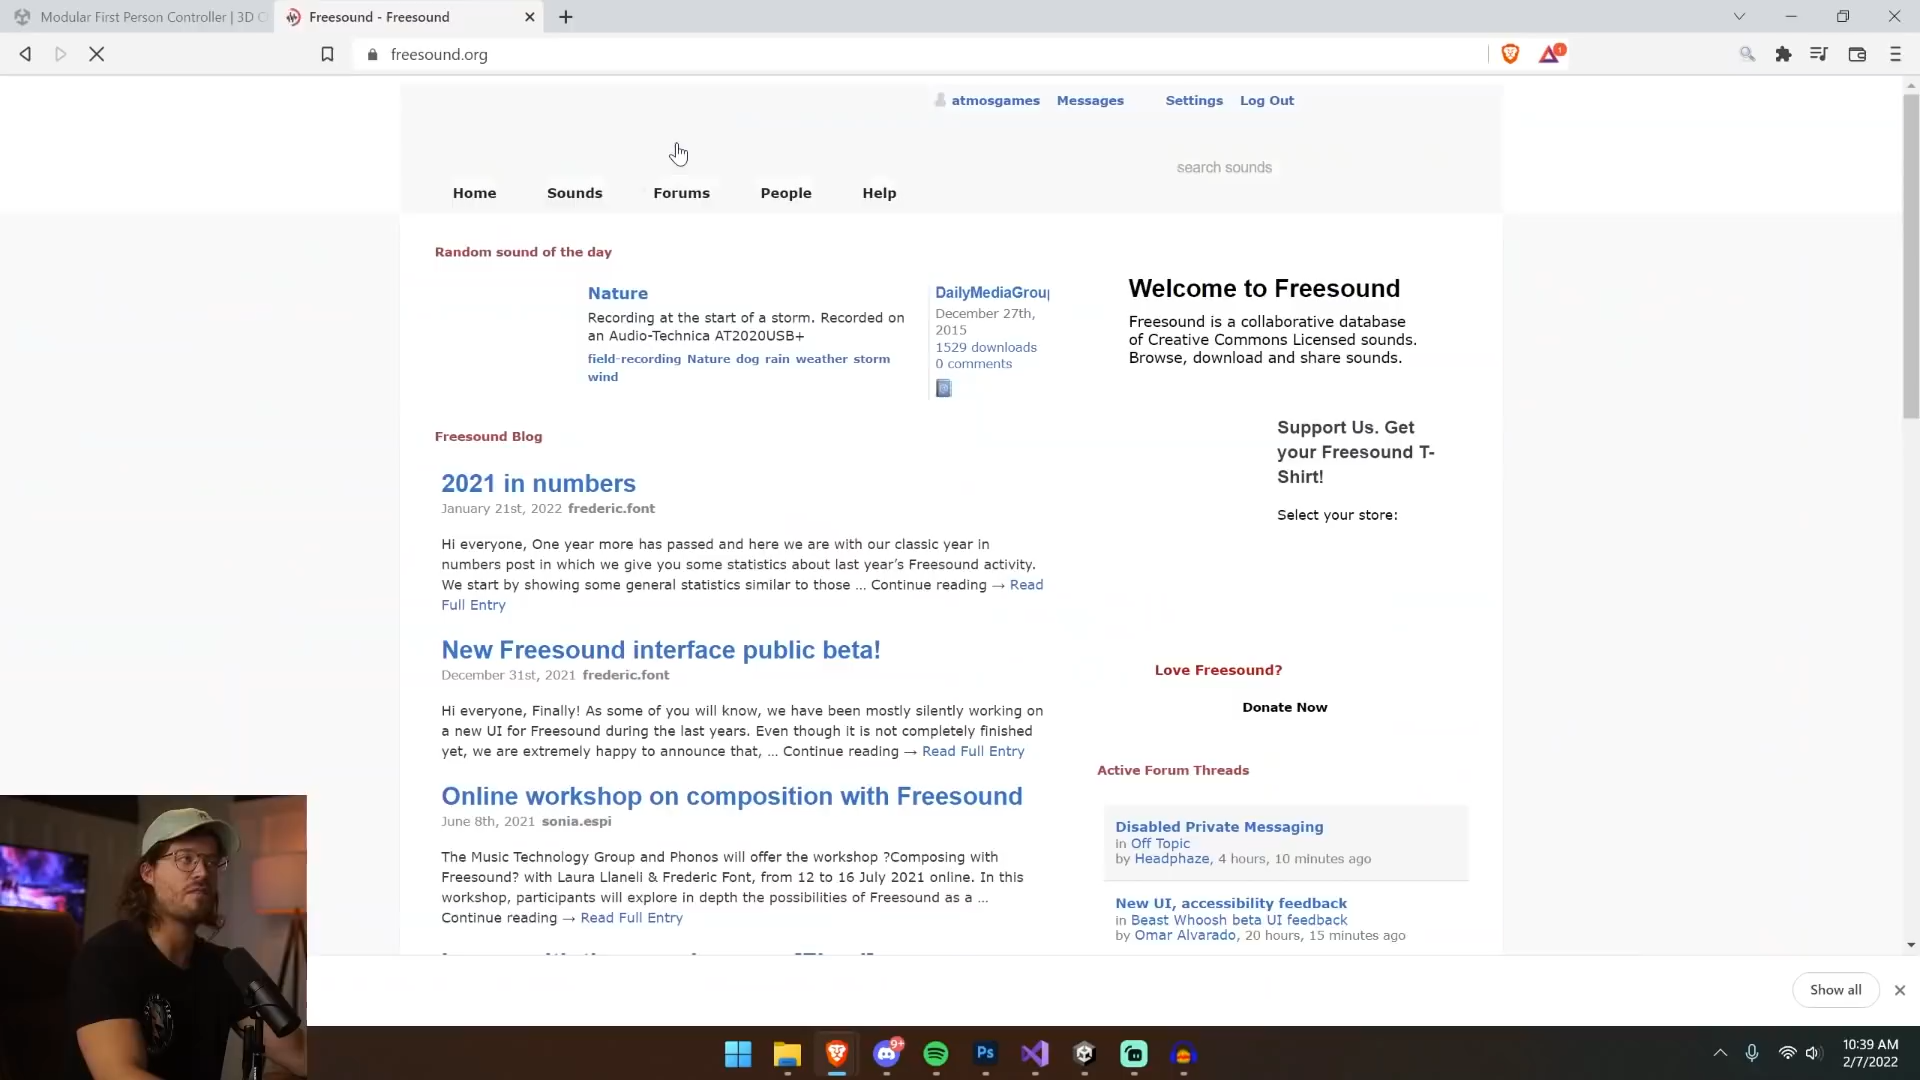 Modular First Person Controller | 3D C
Freesound - Freesound
freesound.org
1
atmosgames Messages Settings Log Out
search sounds
Home Sounds Forums People Help
Random sound of the day
Nature
Recording at the start of a storm. Recorded on
an Audio-Technica AT2020USB+
field-recording Nature dog rain weather storm
wind
DailyMediaGroup
December 27th,
2015
1529 downloads
0 comments
Welcome to Freesound
Freesound is a collaborative database
of Creative Commons Licensed sounds.
Browse, download and share sounds.
Support Us. Get
your Freesound T-
Shirt!
Select your store:
Freesound Blog
2021 in numbers
January 21st, 2022 frederic.font
Hi everyone, One year more has passed and here we are with our classic year in
numbers post in which we give you some statistics about last year’s Freesound activity.
We start by showing some general statistics similar to those … Continue reading → Read
Full Entry
New Freesound interface public beta!
December 31st, 2021 frederic.font
Hi everyone, Finally! As some of you will know, we have been mostly silently working on
a new UI for Freesound during the last years. Even though it is not completely finished
yet, we are extremely happy to announce that, … Continue reading → Read Full Entry
Online workshop on composition with Freesound
June 8th, 2021 sonia.espi
The Music Technology Group and Phonos will offer the workshop ?Composing with
Freesound? with Laura Llaneli & Frederic Font, from 12 to 16 July 2021 online. In this
workshop, participants will explore in depth the possibilities of Freesound as a …
Continue reading → Read Full Entry
Love Freesound?
Donate Now
Active Forum Threads
Disabled Private Messaging
in Off Topic
by Headphaze, 4 hours, 10 minutes ago
New UI, accessibility feedback
in Beast Whoosh beta UI feedback
by Omar Alvarado, 20 hours, 15 minutes ago
Show all
9+
Ps
10:39 AM
2/7/2022